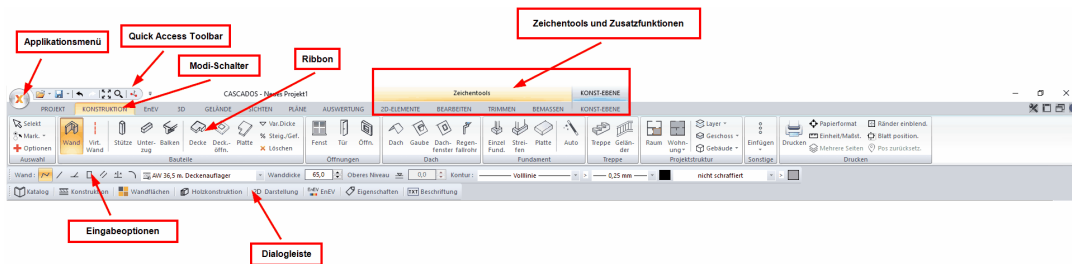 Zeichentools und Zusatzfunktionen
Applikationsmenü
Quick Access Toolbar
Modi-Schalter
Ribbon
CASCADOS - Neues Projekt1
Zeichentools
KONST-EBENE
PROJEKT KONSTRUKTION EnEV 3D GELÄNDE SICHTEN PLÄNE AUSWERTUNG 2D-ELEMENTE BEARBEITEN TRIMMEN BEMASSEN KONST-EBENE
Selekt
Mark.
Optionen
Auswahl
Wand
Virt. Wand
Stütze
Unter- zug
Balken
Decke
Deck.- öffn.
Platte
Var.Dicke
Steig./Gef.
Löschen
Bauteile
Fenst
Tür
Öffn.
Öffnungen
Dach
Gaube
Dach- fenster
Regen- fallrohr
Dach
Einzel Fund.
Strei- fen
Platte
Auto
Fundament
Treppe
Gelän- der
Treppe
Raum
Wohn- ung
Layer
Geschoss
Gebäude
Projektstruktur
Einfügen
Sonstige
Drucken
Papierformat
Einheit/Maßst.
Mehrere Seiten
Ränder einblend.
Blatt position.
Pos zurücksetz.
Drucken
Wand: AW 36,5 m. Deckenauflager Wanddicke 65,0 Oberes Niveau 0,0 Kontur: Volllinie 0,25 mm nicht schraffiert
Katalog Konstruktion Wandflächen Holzkonstruktion 2D Darstellung EnEV EnEV Eigenschaften TXT Beschriftung
Eingabeoptionen
Dialogleiste